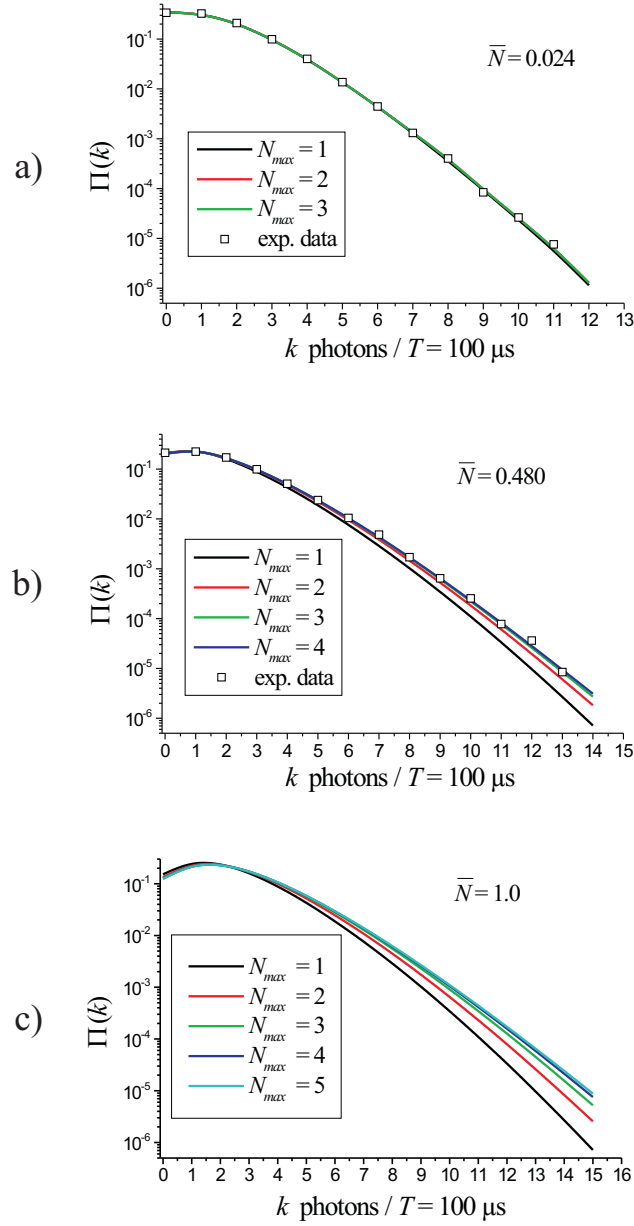 a)
Π(k)
10⁻¹
10⁻²
10⁻³
10⁻⁴
10⁻⁵
10⁻⁶
N̅ = 0.024
N_max = 1
N_max = 2
N_max = 3
exp. data
0 1 2 3 4 5 6 7 8 9 10 11 12 13
k photons / T = 100 μs
b)
Π(k)
10⁻¹
10⁻²
10⁻³
10⁻⁴
10⁻⁵
10⁻⁶
N̅ = 0.480
N_max = 1
N_max = 2
N_max = 3
N_max = 4
exp. data
0 1 2 3 4 5 6 7 8 9 10 11 12 13 14 15
k photons / T = 100 μs
c)
Π(k)
10⁻¹
10⁻²
10⁻³
10⁻⁴
10⁻⁵
10⁻⁶
N̅ = 1.0
N_max = 1
N_max = 2
N_max = 3
N_max = 4
N_max = 5
0 1 2 3 4 5 6 7 8 9 10 11 12 13 14 15 16
k photons / T = 100 μs